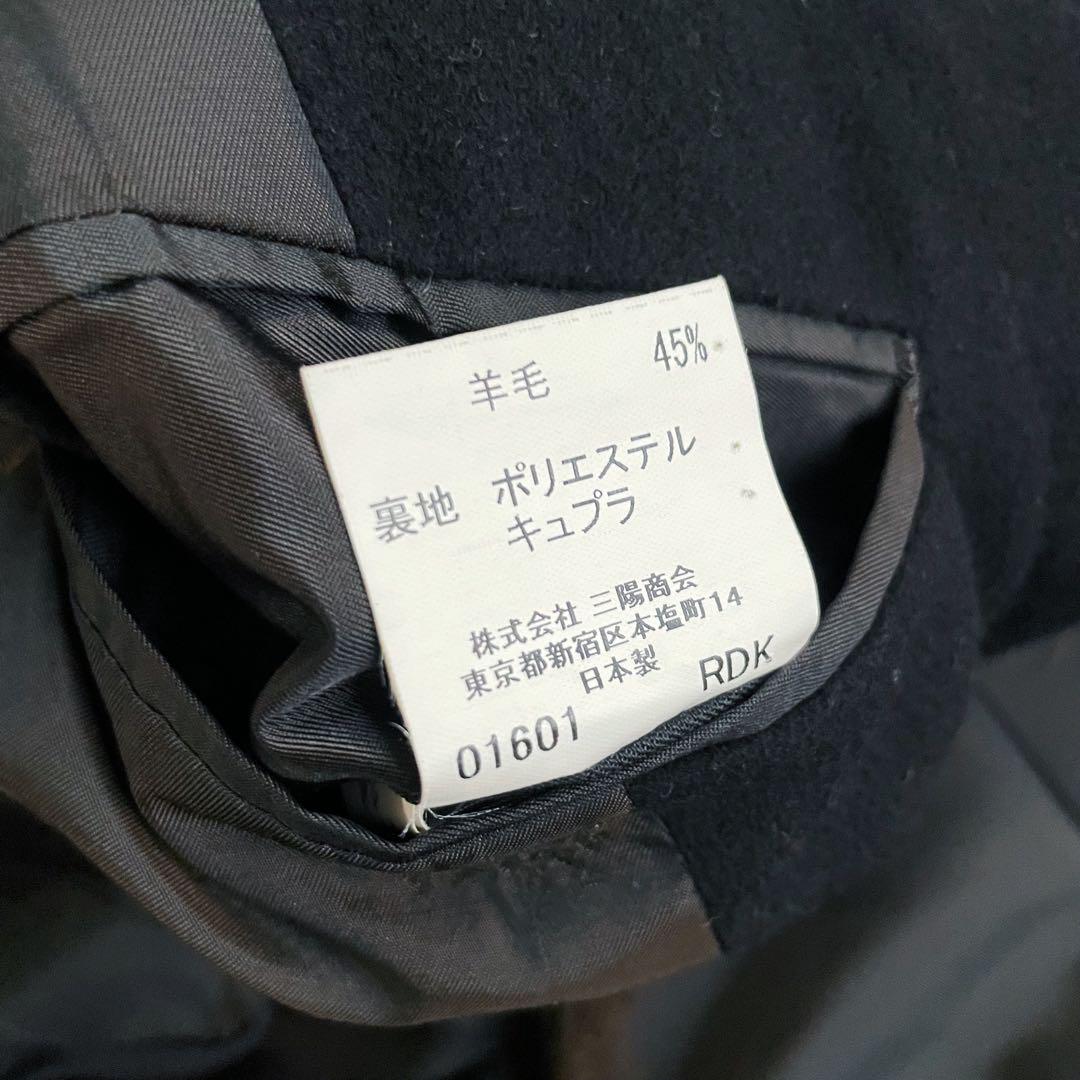 羊毛 45%
裏地 ポリエステル
キュプラ
株式会社 三陽商会
東京都新宿区本塩町14
日本製 RDK
01601